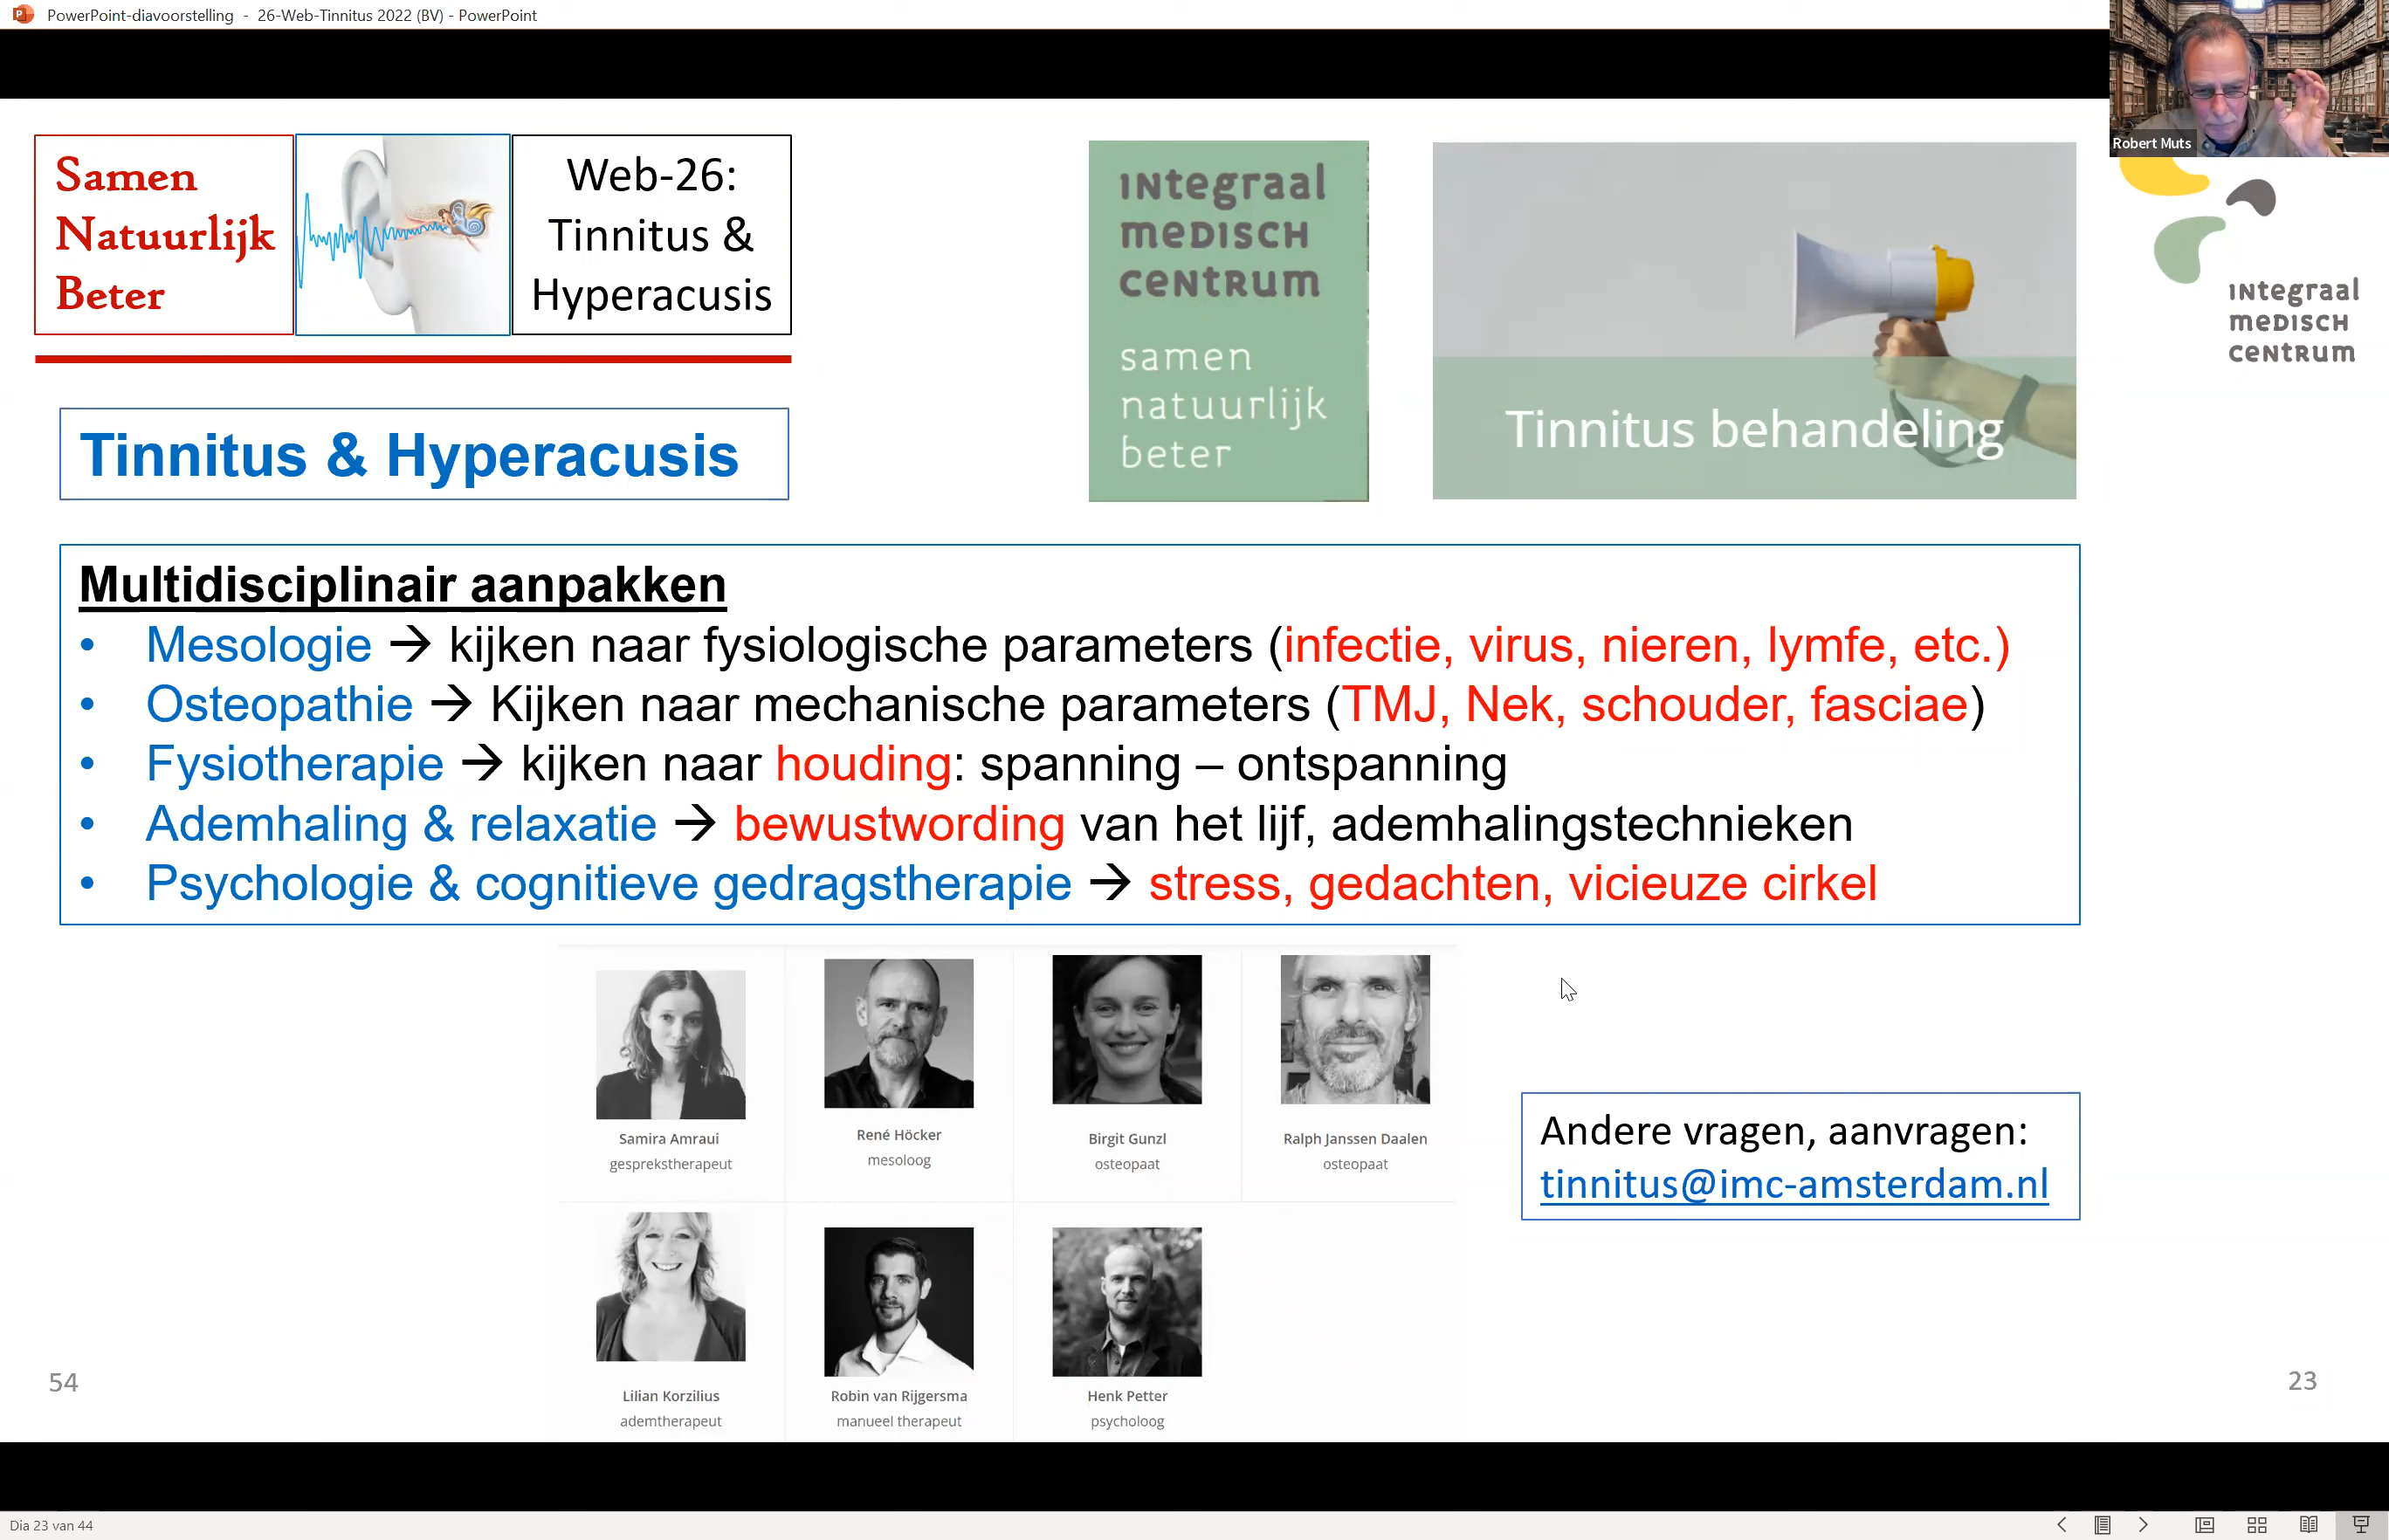 PowerPoint-diavoorstelling - 26-Web-Tinnitus 2022 (BV) - PowerPoint
Robert Muts
Samen
Natuurlijk
Beter
Web-26:
Tinnitus &
Hyperacusis
integraal
medisch
centrum
samen
natuurlijk
beter
Tinnitus behandeling
integraal
medisch
centrum
Tinnitus & Hyperacusis
Multidisciplinair aanpakken
• Mesologie → kijken naar fysiologische parameters (infectie, virus, nieren, lymfe, etc.)
• Osteopathie → Kijken naar mechanische parameters (TMJ, Nek, schouder, fasciae)
• Fysiotherapie → kijken naar houding: spanning – ontspanning
• Ademhaling & relaxatie → bewustwording van het lijf, ademhalingstechnieken
• Psychologie & cognitieve gedragstherapie → stress, gedachten, vicieuze cirkel
Samira Amraui
gesprekstherapeut
René Höcker
mesoloog
Birgit Gunzl
osteopaat
Ralph Janssen Daalen
osteopaat
Lilian Korzilius
ademtherapeut
Robin van Rijgersma
manueel therapeut
Henk Petter
psycholoog
Andere vragen, aanvragen:
tinnitus@imc-amsterdam.nl
54
23
Dia 23 van 44